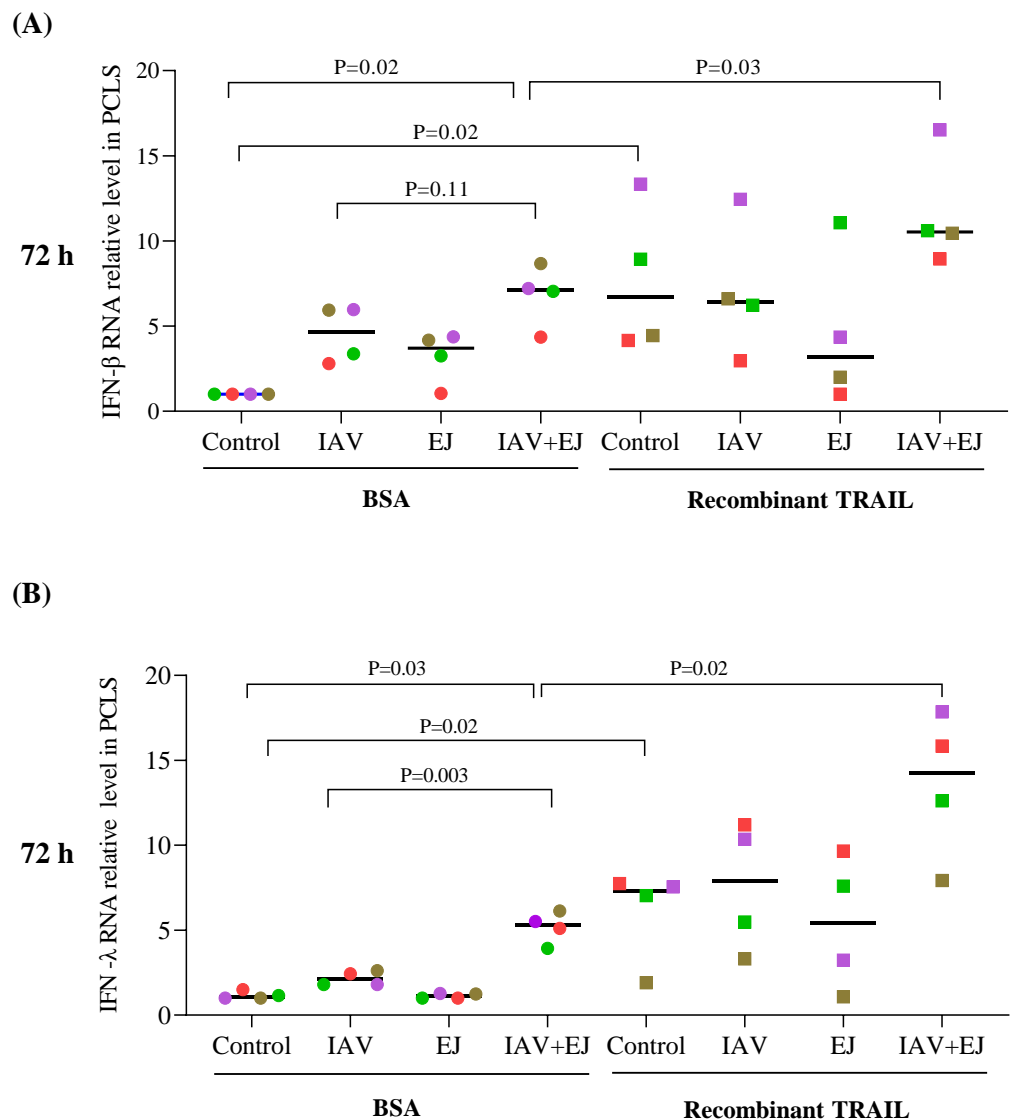 (A)
IFN-β RNA relative level in PCLS
72 h
20
15
10
5
0
P=0.02
P=0.03
P=0.02
P=0.11
Control IAV EJ IAV+EJ Control IAV EJ IAV+EJ
BSA Recombinant TRAIL
(B)
IFN -λ RNA relative level in PCLS
72 h
20
15
10
5
0
P=0.03
P=0.02
P=0.02
P=0.003
Control IAV EJ IAV+EJ Control IAV EJ IAV+EJ
BSA Recombinant TRAIL